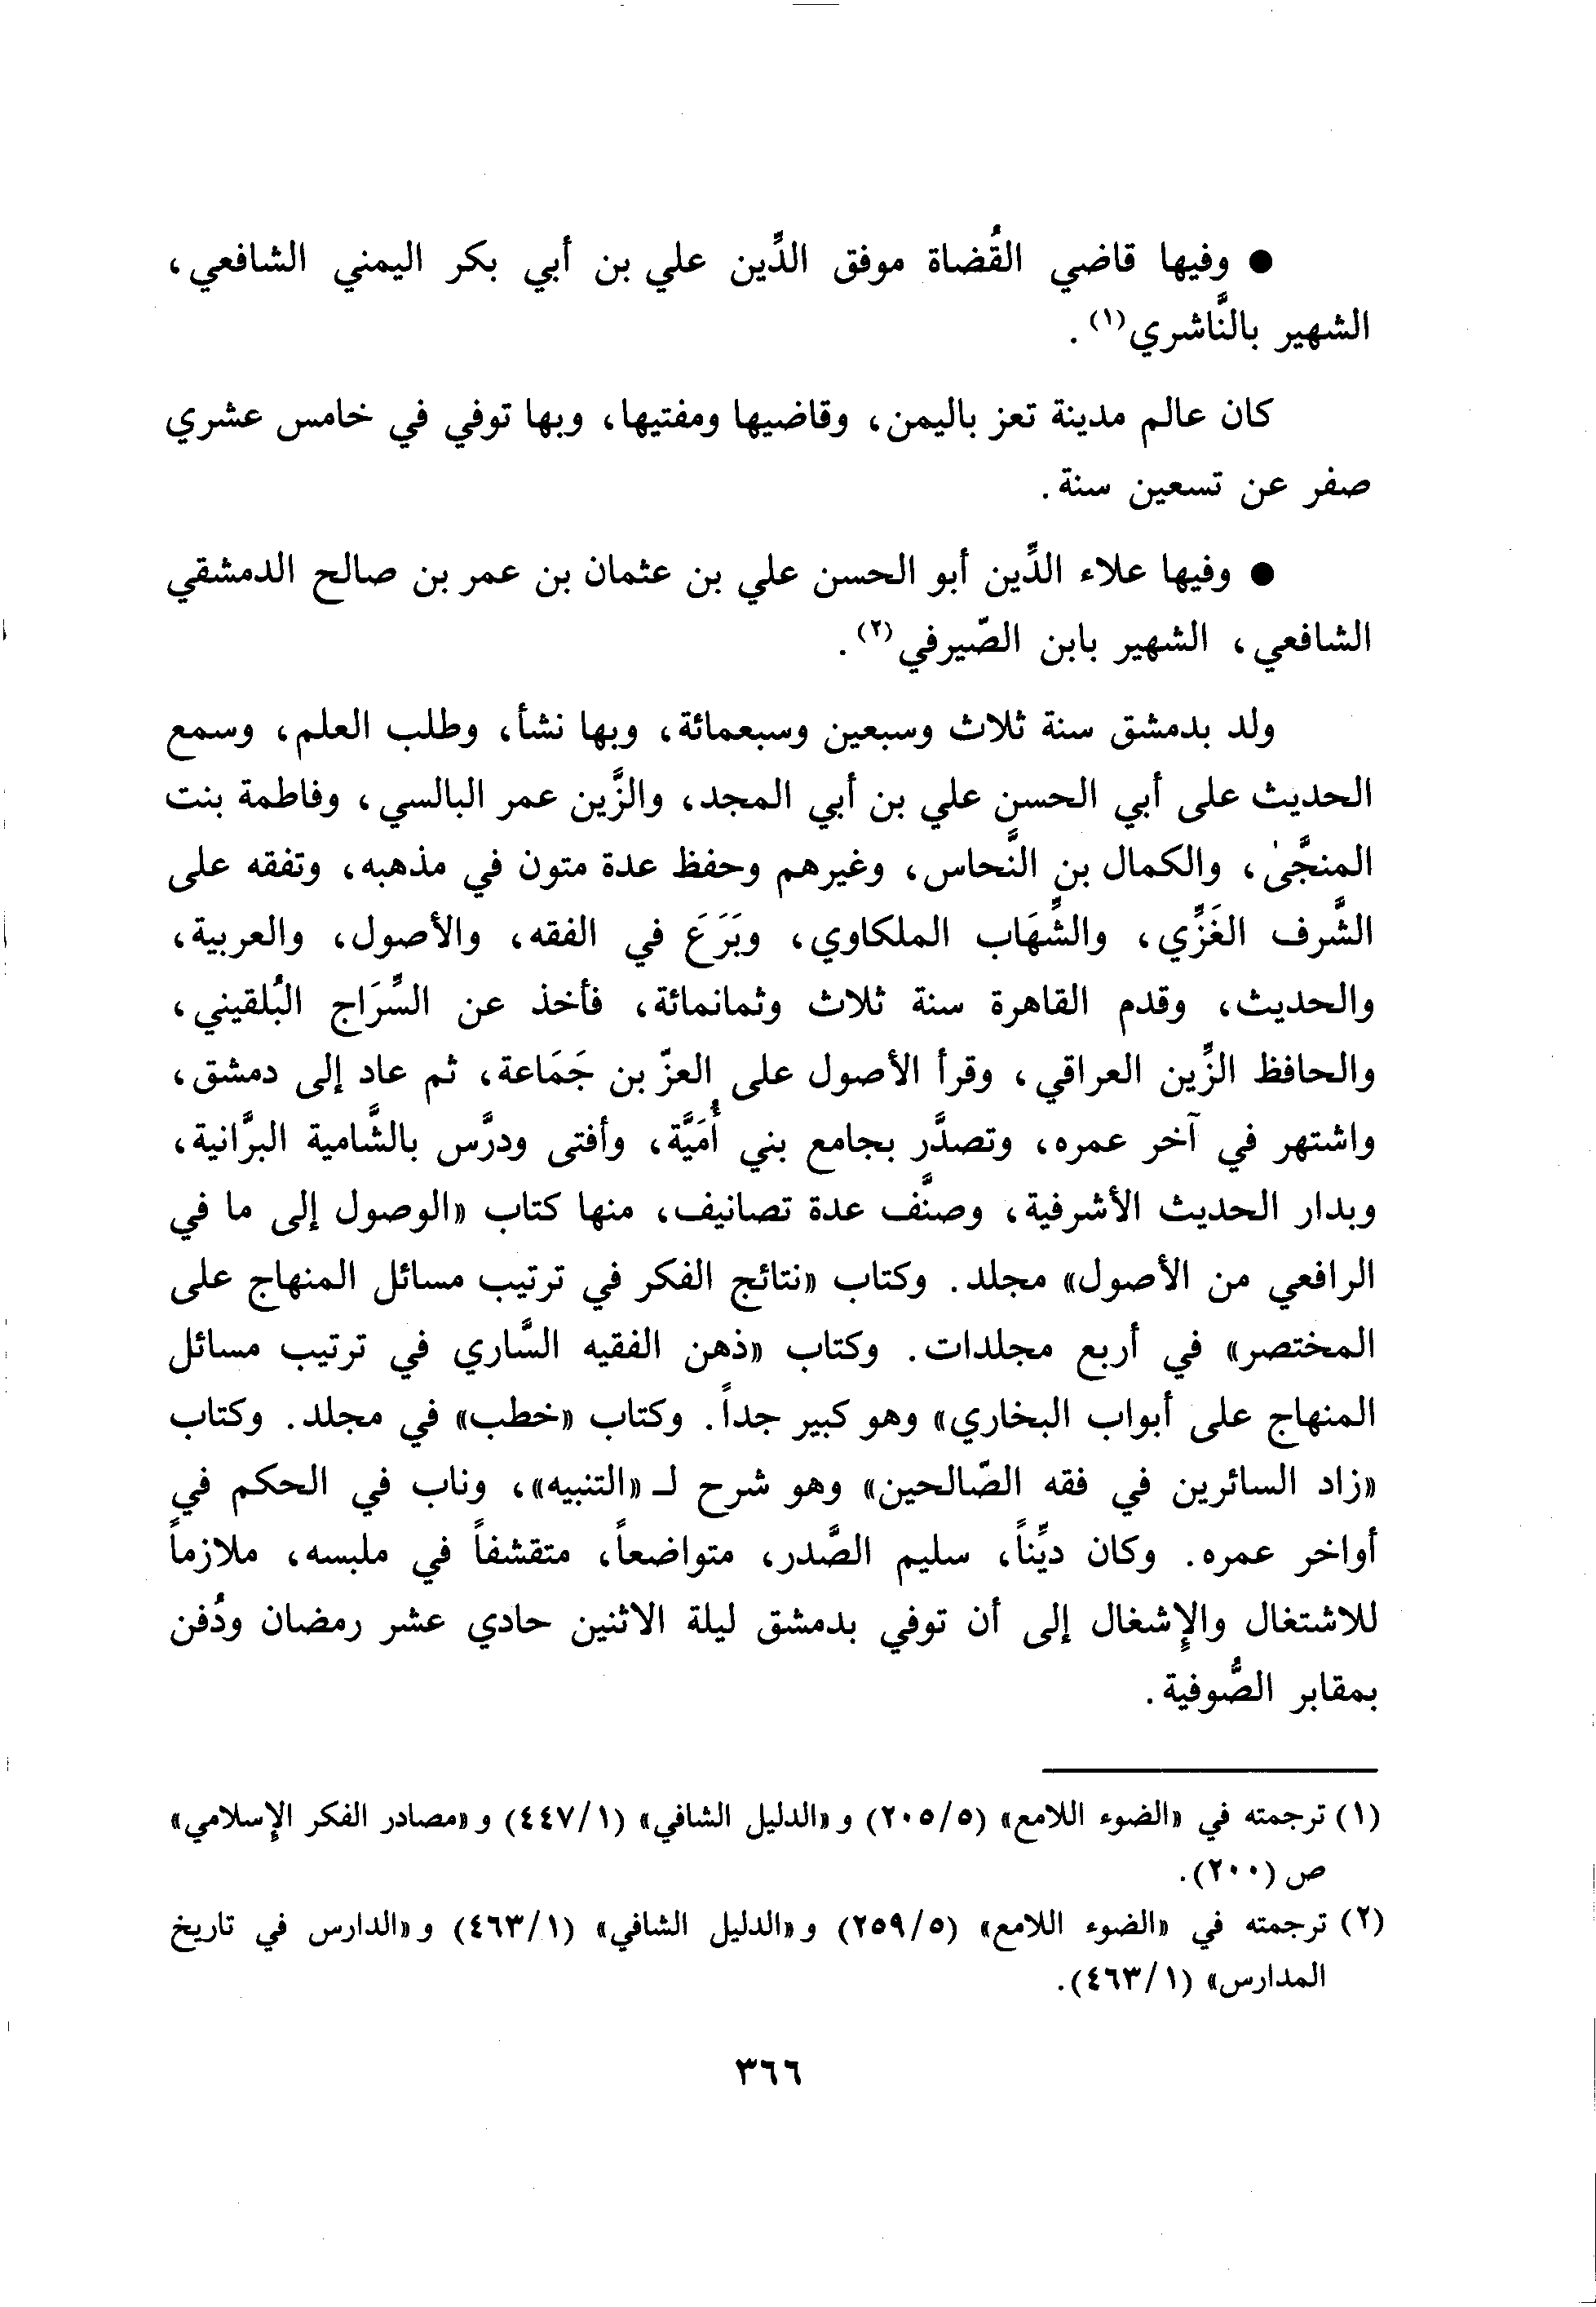 ● وفيها قاضي القُضاة موفق الدِّين علي بن أبي بكر اليمني الشافعي،
الشهير بالنَّاشري(١).
كان عالم مدينة تعز باليمن، وقاضيها ومفتيها، وبها توفي في خامس عشري
صفر عن تسعين سنة.
● وفيها علاء الدِّين أبو الحسن علي بن عثمان بن عمر بن صالح الدمشقي
الشافعي، الشهير بابن الصّيرفي(٢).
ولد بدمشق سنة ثلاث وسبعين وسبعمائة، وبها نشأ، وطلب العلم، وسمع
الحديث على أبي الحسن علي بن أبي المجد، والزَّين عمر البالسي، وفاطمة بنت
المنجَّىٰ، والكمال بن النَّحاس، وغيرهم وحفظ عدة متون في مذهبه، وتفقه على
الشَّرف الغَزِّي، والشِّهَاب الملكاوي، وبَرَعَ في الفقه، والأصول، والعربية،
والحديث، وقدم القاهرة سنة ثلاث وثمانمائة، فأخذ عن السِّرَاج البُلقيني،
والحافظ الزِّين العراقي، وقرأ الأصول على العزّ بن جَمَاعة، ثم عاد إلى دمشق،
واشتهر في آخر عمره، وتصدَّر بجامع بني أُمَيَّة، وأفتى ودرَّس بالشَّامية البرَّانية،
وبدار الحديث الأشرفية، وصنَّف عدة تصانيف، منها كتاب «الوصول إلى ما في
الرافعي من الأصول» مجلد. وكتاب «نتائج الفكر في ترتيب مسائل المنهاج على
المختصر» في أربع مجلدات. وكتاب «ذهن الفقيه السَّاري في ترتيب مسائل
المنهاج على أبواب البخاري» وهو كبير جداً. وكتاب «خطب» في مجلد. وكتاب
«زاد السائرين في فقه الصّالحين» وهو شرح لـ «التنبيه»، وناب في الحكم في
أواخر عمره. وكان ديِّناً، سليم الصَّدر، متواضعاً، متقشفاً في ملبسه، ملازماً
للاشتغال والإشغال إلى أن توفي بدمشق ليلة الاثنين حادي عشر رمضان ودُفن
بمقابر الصُّوفية.
(١) ترجمته في «الضوء اللامع» (٢٠٥/٥) و«الدليل الشافي» (٤٤٧/١) و«مصادر الفكر الإسلامي»
ص (٢٠٠).
(٢) ترجمته في «الضوء اللامع» (٢٥٩/٥) و«الدليل الشافي» (٤٦٣/١) و«الدارس في تاريخ
المدارس» (٤٦٣/١).
٣٦٦